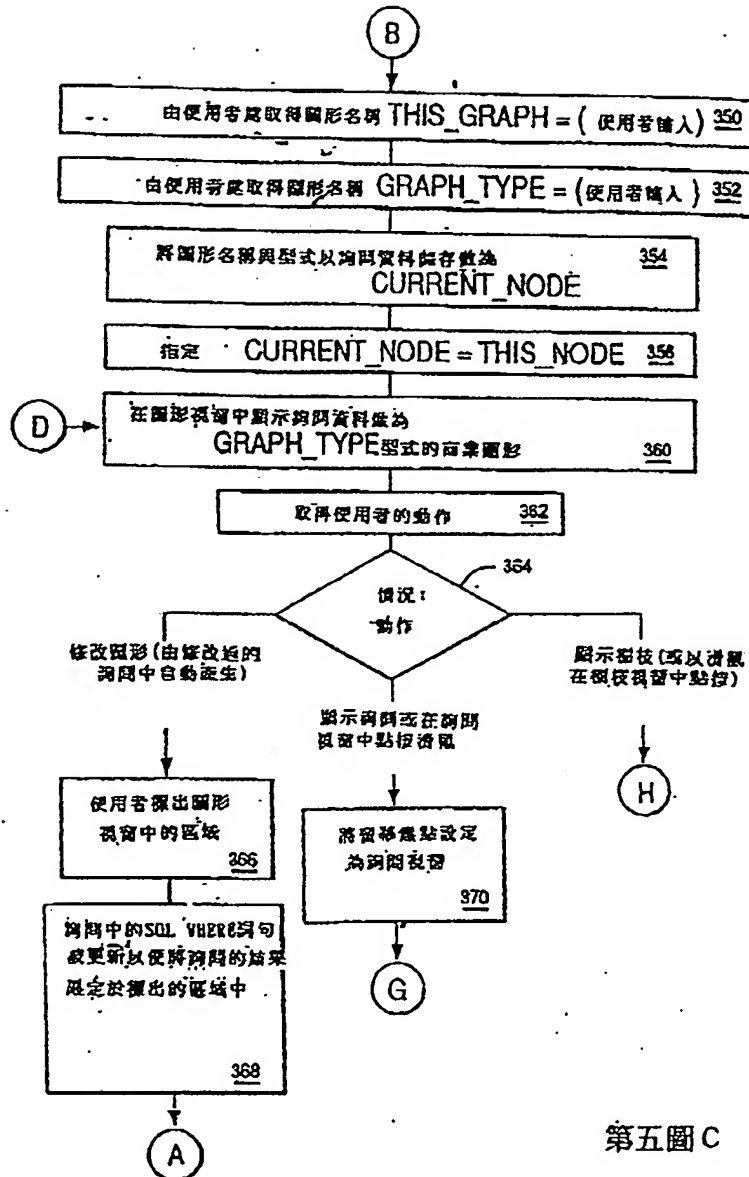 B
由使用者處取得圖形名稱 THIS_GRAPH = ( 使用者輸入 ) 350
由使用者處取得圖形名稱 GRAPH_TYPE = (使用者輸入 ) 352
將圖形名稱與型式以詢問資料儲存做為 354
CURRENT_NODE
指定 CURRENT_NODE = THIS_NODE 358
D
在圖形視窗中顯示詢問資料做為
GRAPH_TYPE型式的商業圖形 360
取得使用者的動作 362
364
情況:
動作
修改圖形(由修改過的
詢問中自動產生)
顯示詢問或在詢問
視窗中點按滑鼠
顯示樹枝(或以滑鼠
在樹枝視窗中點按)
H
使用者標出圖形
視窗中的區域
366
將視移焦點設定
為詢問視窗
370
G
詢問中的SQL WHERE詞句
被更新以便將詢問的結果
限定於標出的區域中
368
A
第五圖C